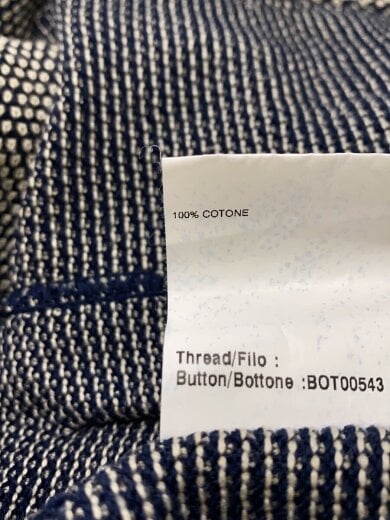 100% COTONE
Thread/Filo :
Button/Bottone :BOT00543